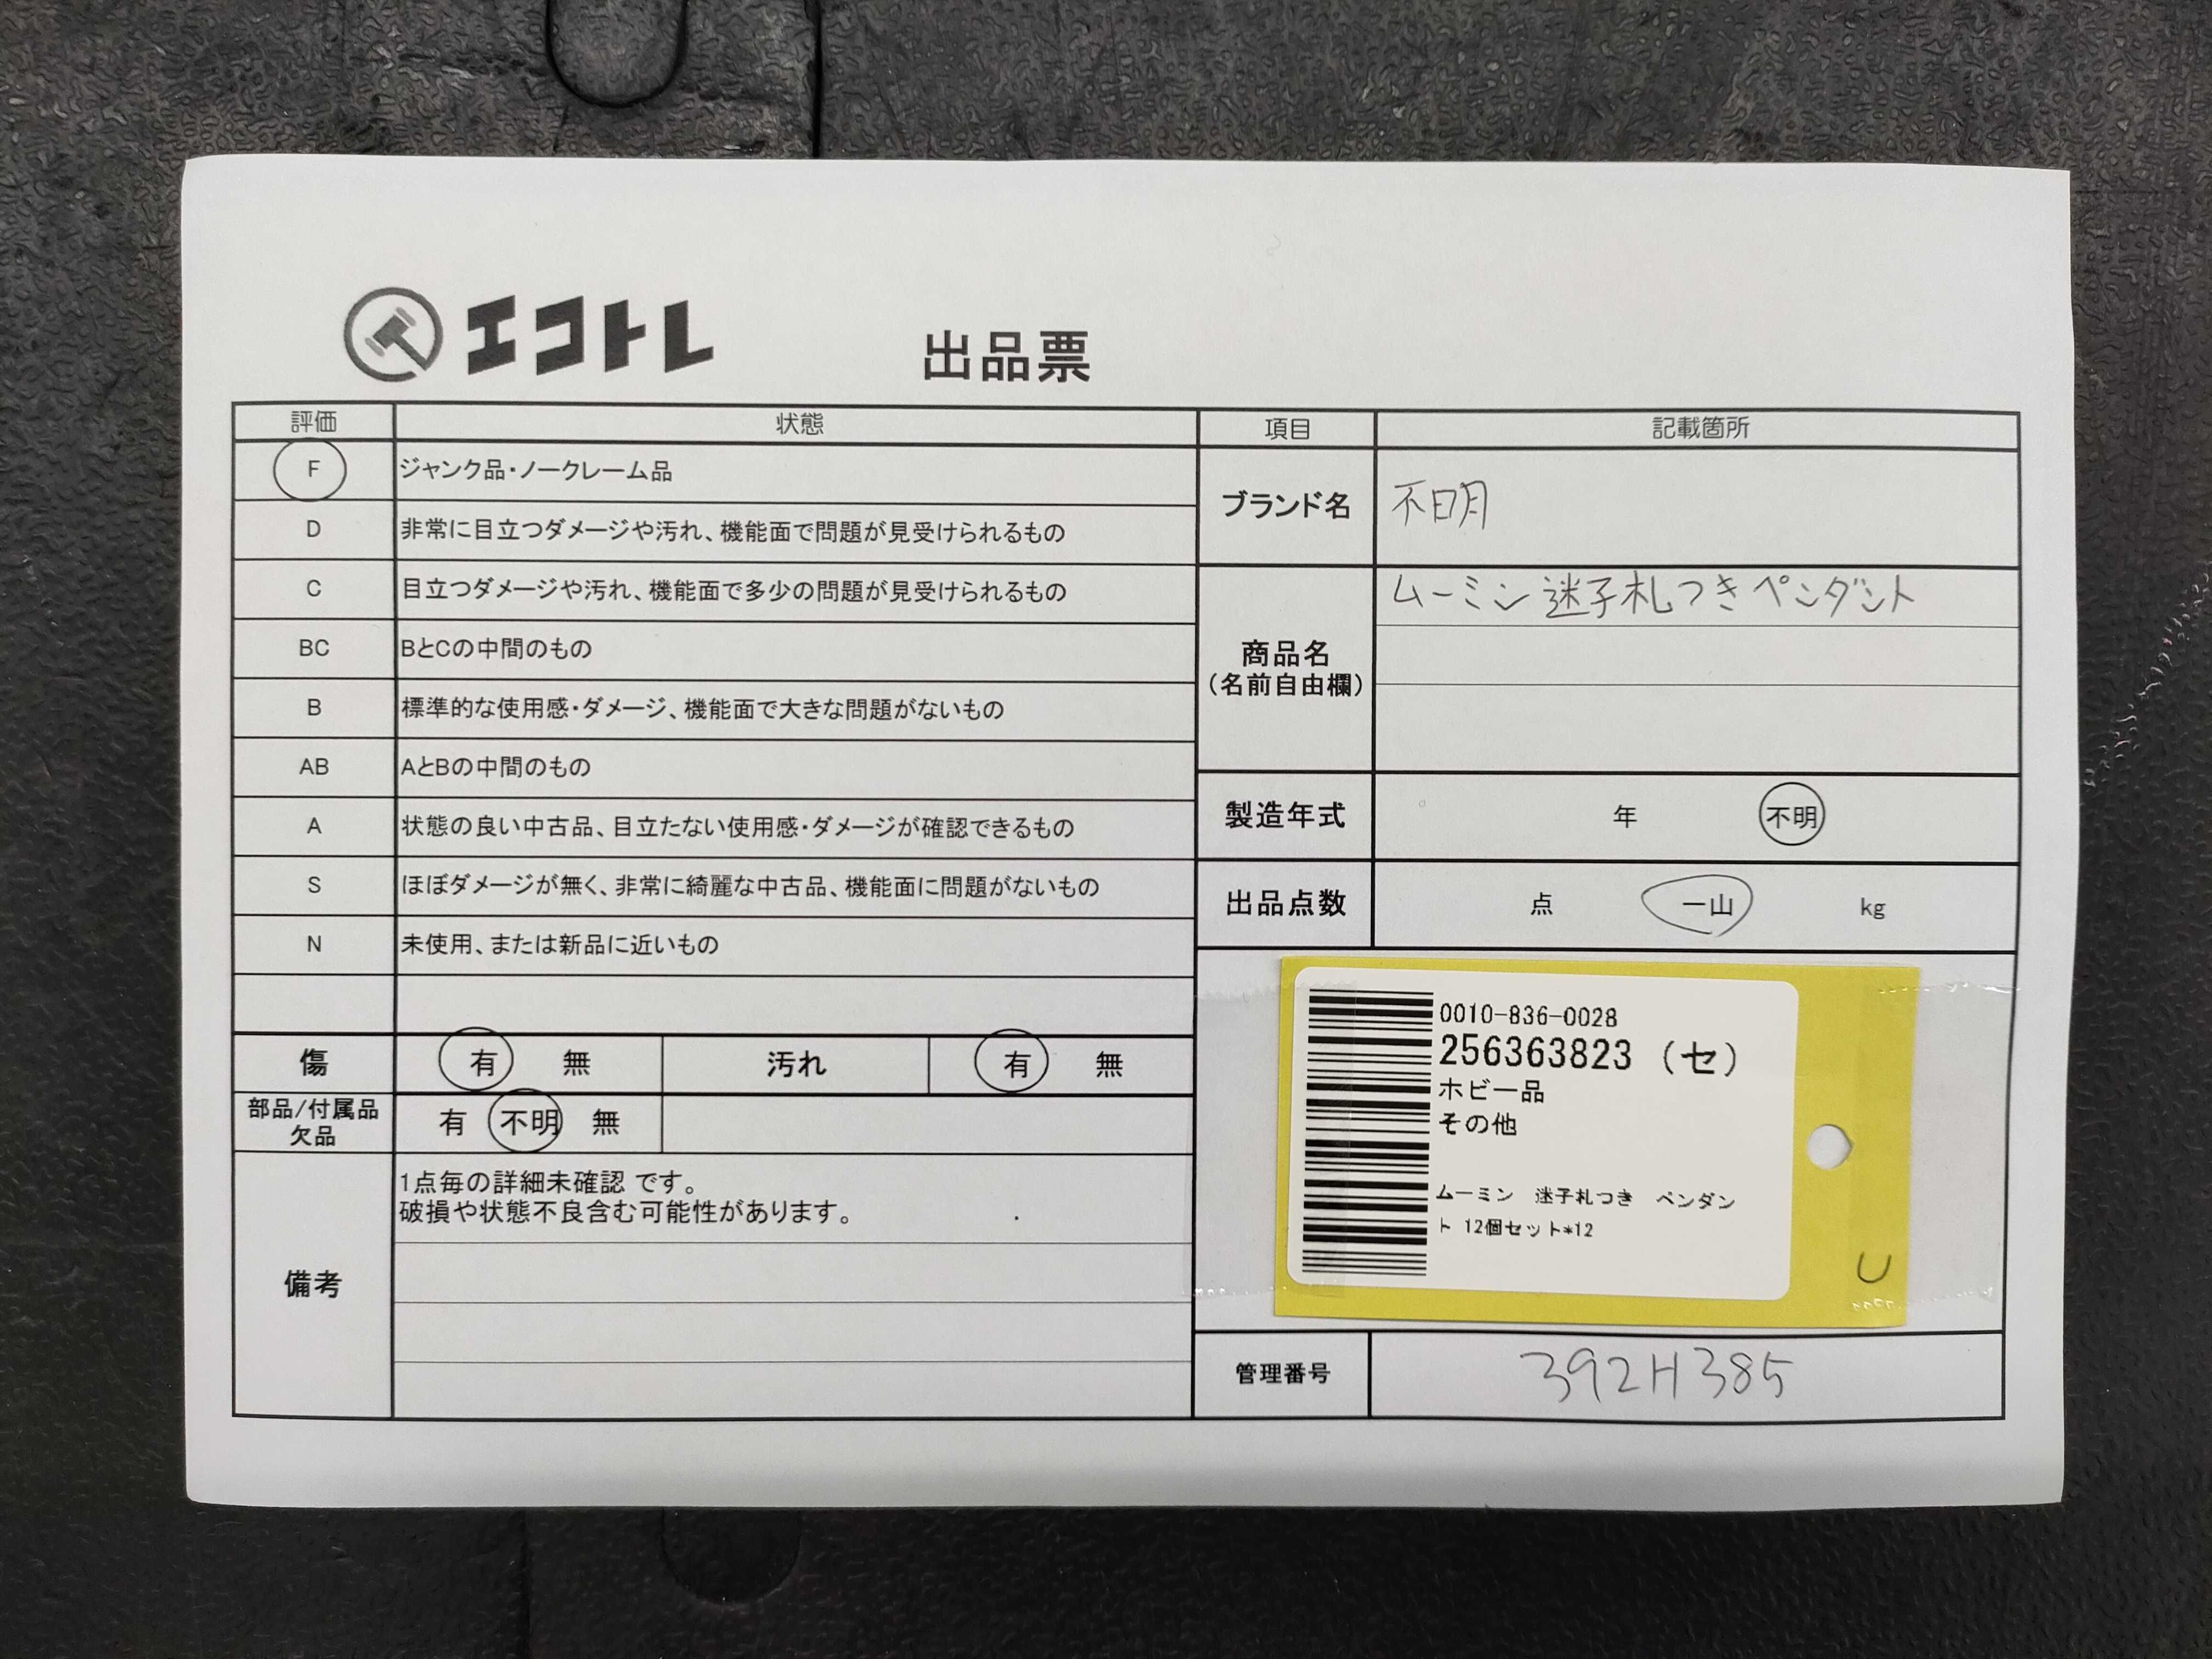 エコトレ
出品票
評価 状態
F ジャンク品・ノークレーム品
D 非常に目立つダメージや汚れ、機能面で問題が見受けられるもの
C 目立つダメージや汚れ、機能面で多少の問題が見受けられるもの
BC BとCの中間のもの
B 標準的な使用感・ダメージ、機能面で大きな問題がないもの
AB AとBの中間のもの
A 状態の良い中古品、目立たない使用感・ダメージが確認できるもの
S ほぼダメージが無く、非常に綺麗な中古品、機能面に問題がないもの
N 未使用、または新品に近いもの
傷 有 無 汚れ 有 無
部品/付属品
欠品
有 不明 無
備考
1点毎の詳細未確認 です。
破損や状態不良含む可能性があります。
項目 記載箇所
ブランド名 不明
商品名
(名前自由欄)
ムーミン迷子札つきペンダント
製造年式 年 不明
出品点数 点 一山 kg
0010-836-0028
256363823 (セ)
ホビー品
その他
ムーミン 迷子札つき ペンダン
ト 12個セット*12
U
管理番号 392H385